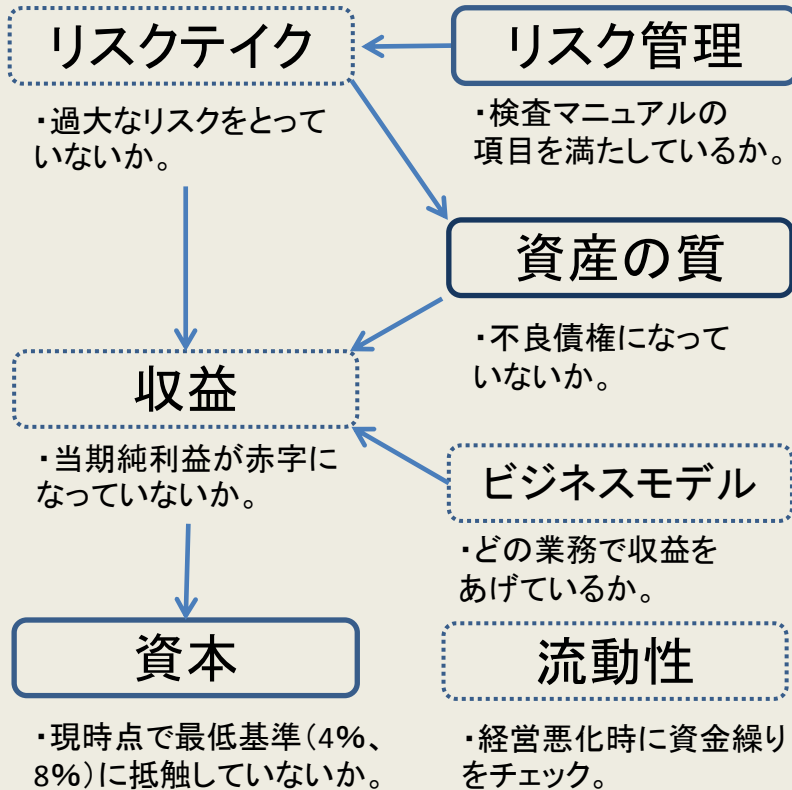 リスクテイク
・過大なリスクをとって
いないか。
リスク管理
・検査マニュアルの
項目を満たしているか。
資産の質
・不良債権になって
いないか。
収益
・当期純利益が赤字に
なっていないか。
ビジネスモデル
・どの業務で収益を
あげているか。
資本
・現時点で最低基準(4%、
8%)に抵触していないか。
流動性
・経営悪化時に資金繰り
をチェック。